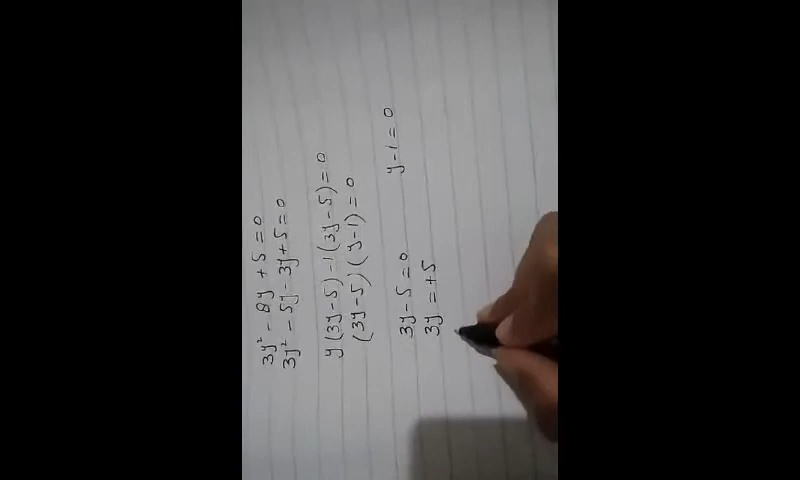 3y² - 8y + 5 = 0
3y² - 5y - 3y + 5 = 0
y(3y - 5) - 1(3y - 5) = 0
(3y - 5)(y - 1) = 0
3y - 5 = 0 y - 1 = 0
3y = +5